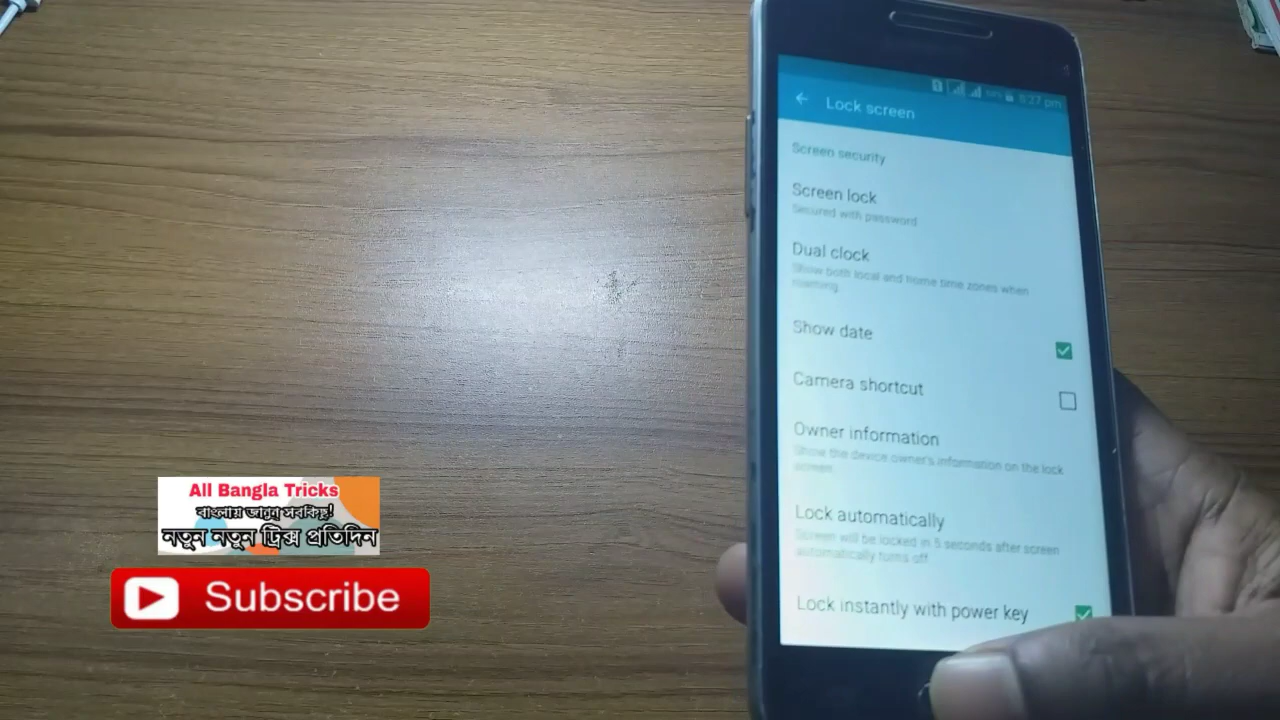 Lock screen
5:27 pm
Screen security
Screen lock
Secured with password
Dual clock
Show both local and home time zones when
roaming
Show date
Camera shortcut
Owner information
Show the device owner's information on the lock
screen
Lock automatically
Screen will be locked in 5 seconds after screen
automatically turns off
Lock instantly with power key
All Bangla Tricks
বাংলায় জানুন সবকিছু!
নতুন নতুন ট্রিক্স প্রতিদিন
Subscribe